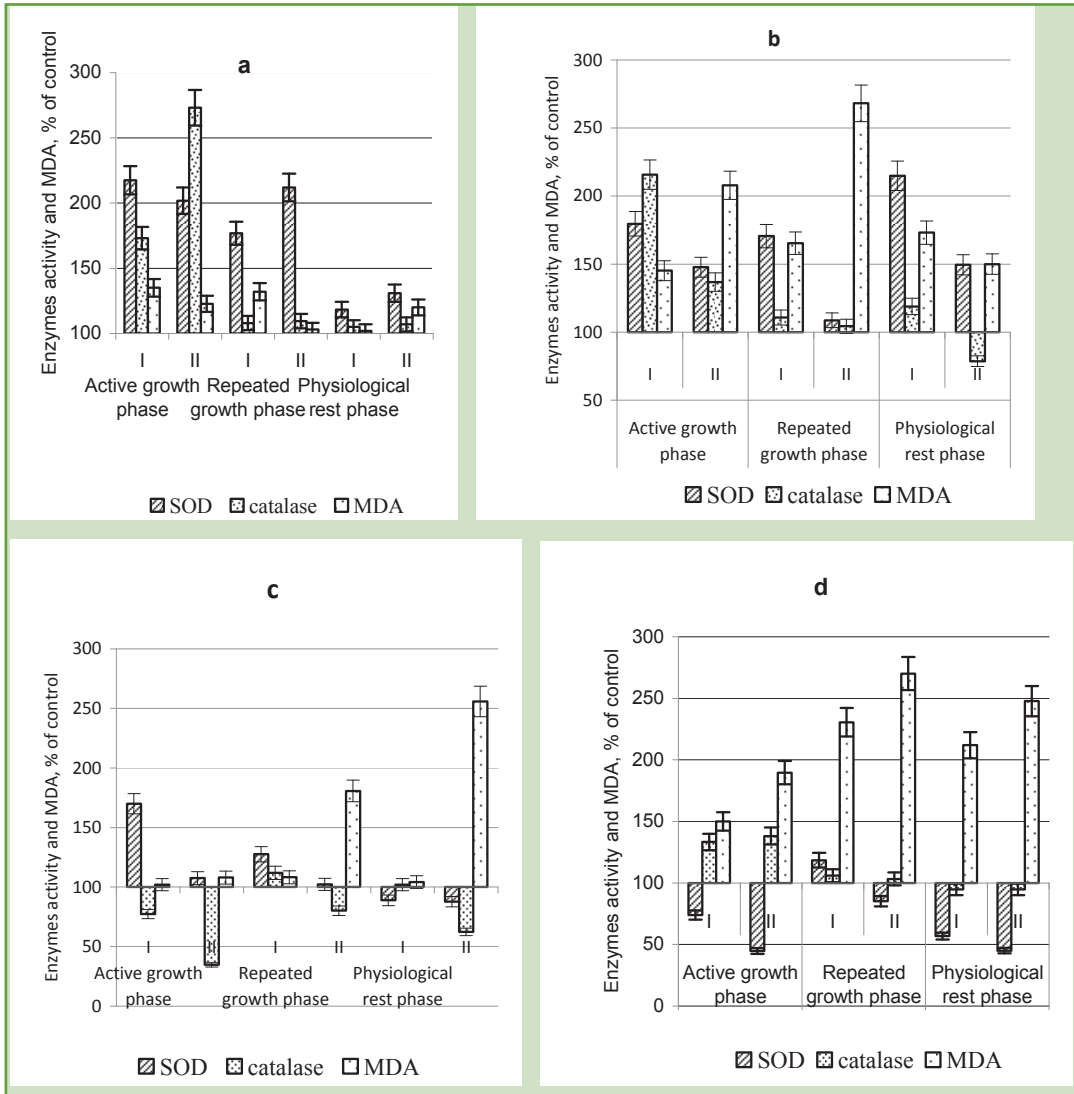 a
Enzymes activity and MDA, % of control
300
250
200
150
100
I II I II I II
Active growth Repeated Physiological
phase growth phase rest phase
SOD catalase MDA
b
Enzymes activity and MDA, % of control
300
250
200
150
100
50
I II I II I II
Active growth Repeated Physiological
phase growth phase rest phase
SOD catalase MDA
c
Enzymes activity and MDA, % of control
300
250
200
150
100
50
0
I II I II I II
Active growth Repeated Physiological
phase growth phase rest phase
SOD catalase MDA
d
Enzymes activity and MDA, % of control
300
250
200
150
100
50
0
I II I II I II
Active growth Repeated Physiological
phase growth phase rest phase
SOD catalase MDA